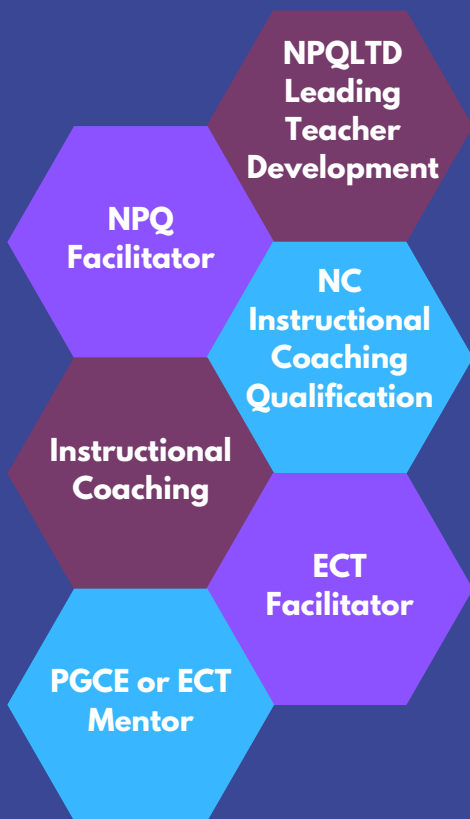 NPQLTD
Leading
Teacher
Development
NPQ
Facilitator
NC
Instructional
Coaching
Qualification
Instructional
Coaching
ECT
Facilitator
PGCE or ECT
Mentor